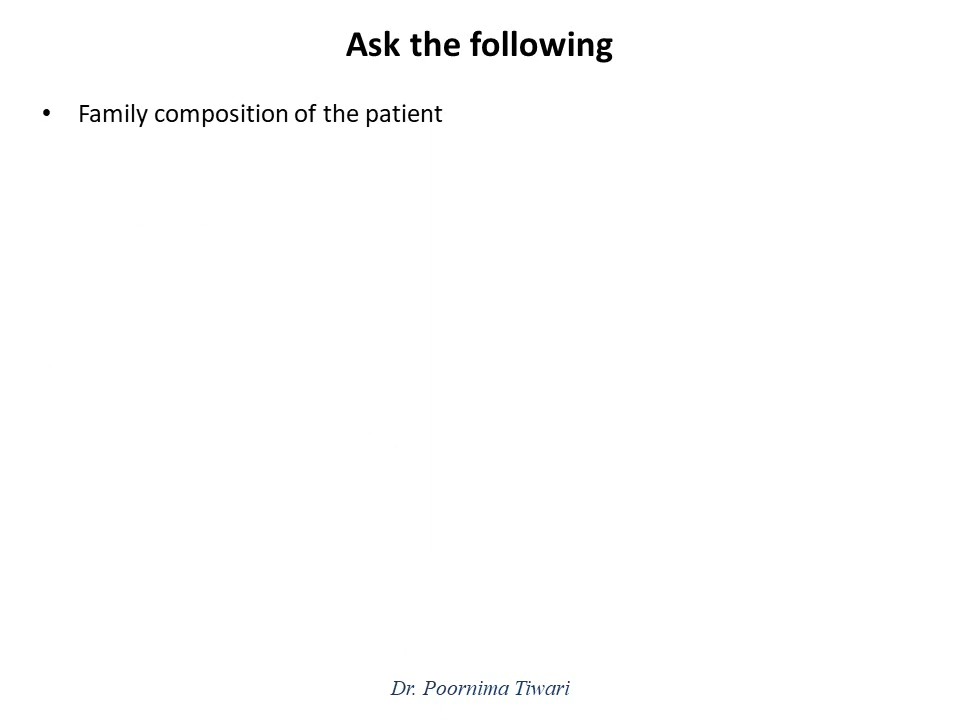 Ask the following
• Family composition of the patient
Dr. Poornima Tiwari